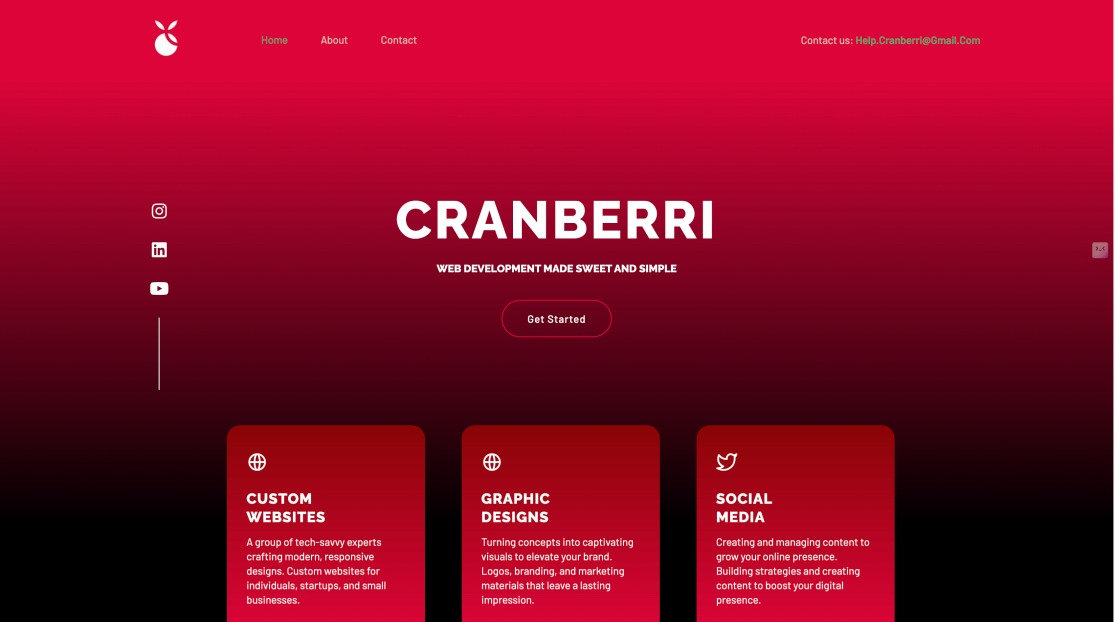 Home About Contact Contact us: Help.Cranberri@Gmail.Com
CRANBERRI
WEB DEVELOPMENT MADE SWEET AND SIMPLE
Get Started
CUSTOM
WEBSITES
A group of tech-savvy experts
crafting modern, responsive
designs. Custom websites for
individuals, startups, and small
businesses.
GRAPHIC
DESIGNS
Turning concepts into captivating
visuals to elevate your brand.
Logos, branding, and marketing
materials that leave a lasting
impression.
SOCIAL
MEDIA
Creating and managing content to
grow your online presence.
Building strategies and creating
content to boost your digital
presence.